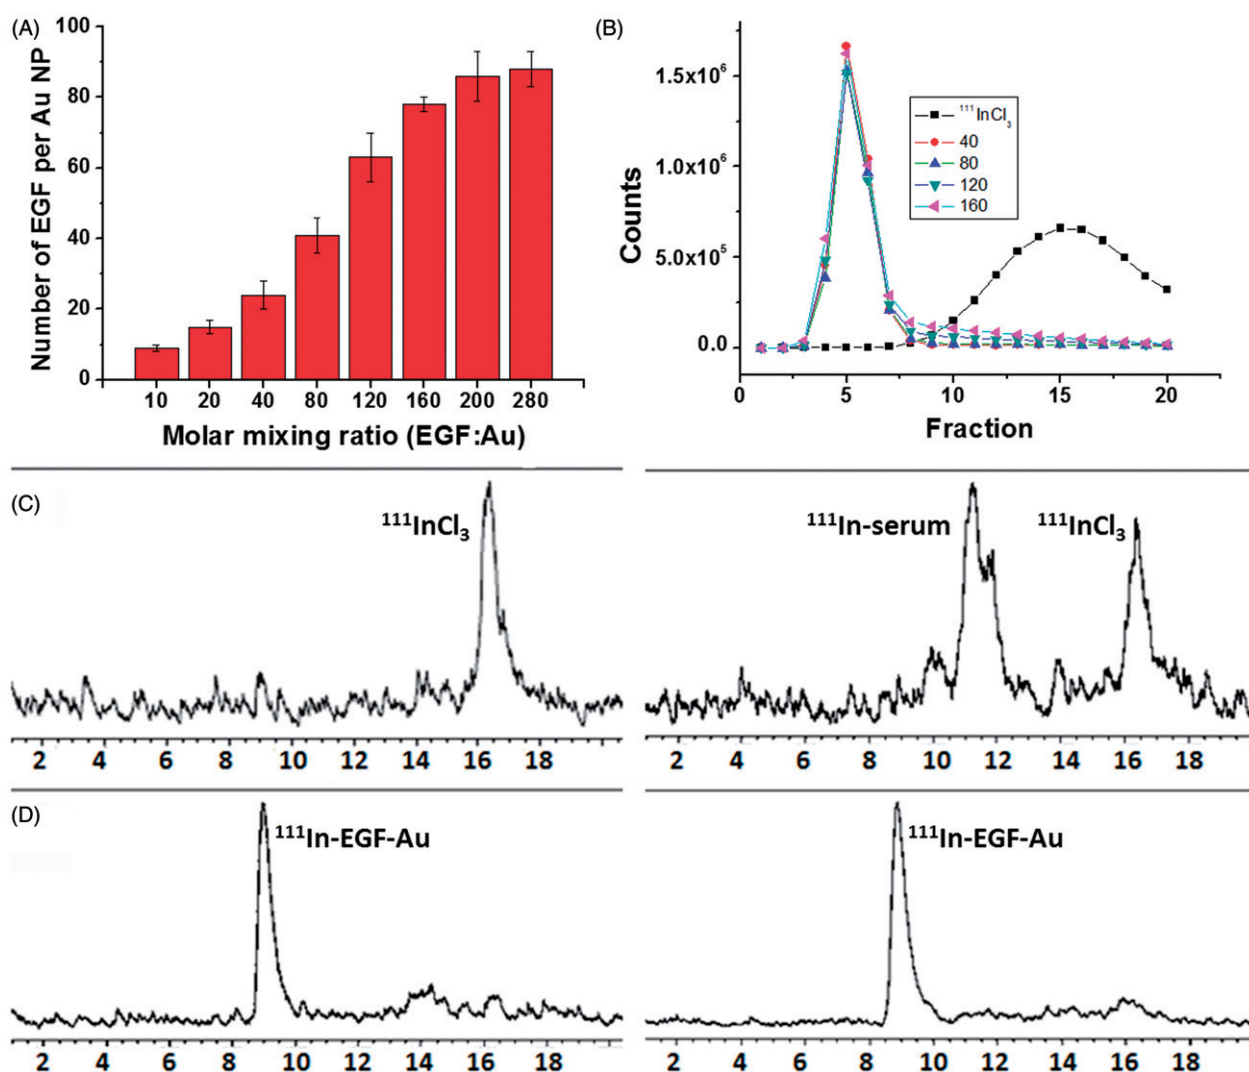 (A)
Number of EGF per Au NP
100
80
60
40
20
0
10 20 40 80 120 160 200 280
Molar mixing ratio (EGF:Au)
(B)
Counts
1.5x10⁶
1.0x10⁶
5.0x10⁵
0.0
¹¹¹InCl₃
40
80
120
160
0 5 10 15 20
Fraction
(C)
¹¹¹InCl₃
2 4 6 8 10 12 14 16 18
¹¹¹In-serum
¹¹¹InCl₃
2 4 6 8 10 12 14 16 18
(D)
¹¹¹In-EGF-Au
2 4 6 8 10 12 14 16 18
¹¹¹In-EGF-Au
2 4 6 8 10 12 14 16 18